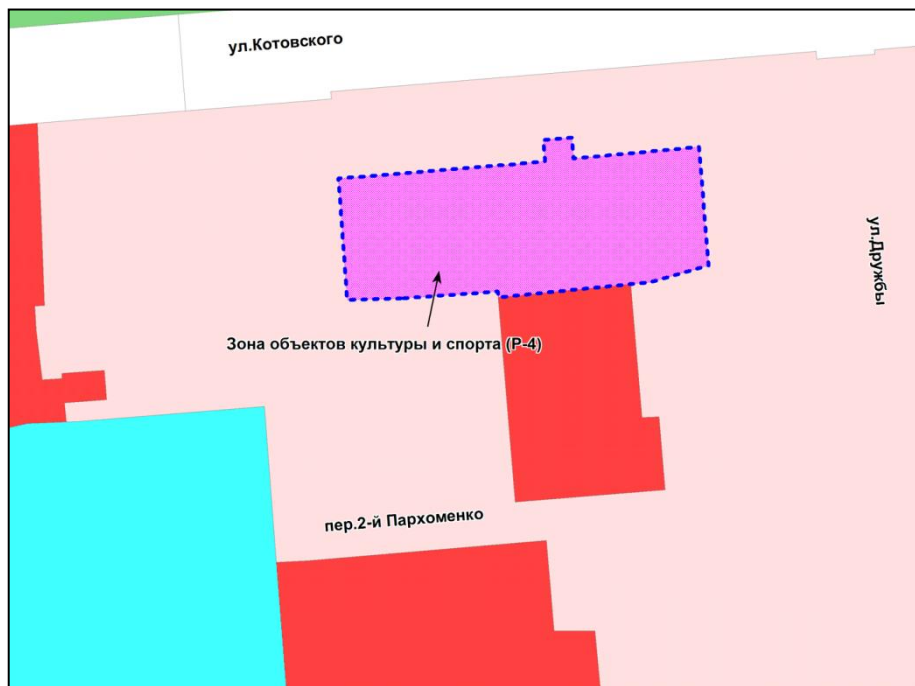 ул.Котовского
ул.Дружбы
Зона объектов культуры и спорта (Р-4)
пер.2-й Пархоменко